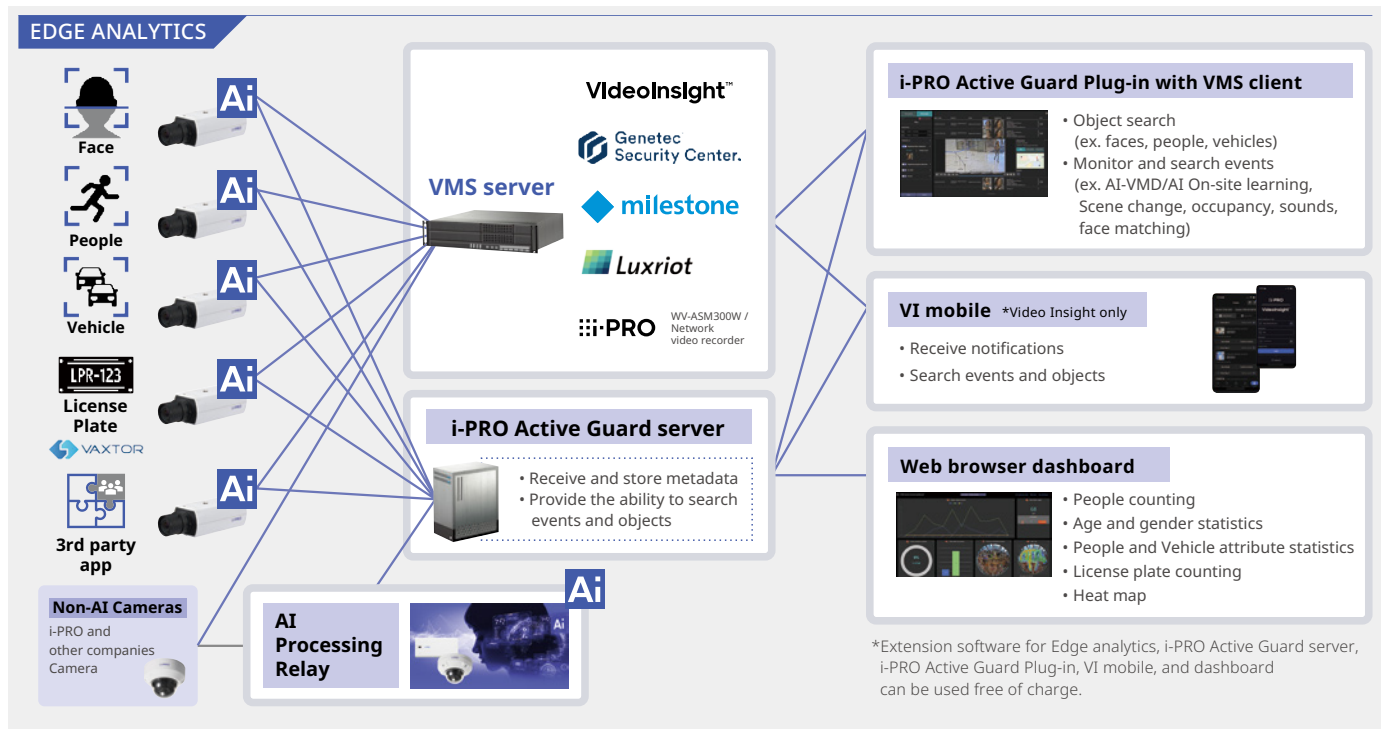 EDGE ANALYTICS
Face
Ai
People
Ai
Vehicle
Ai
LPR-123
License
Plate
VAXTOR
Ai
3rd party
app
Ai
Non-AI Cameras
i-PRO and
other companies
Camera
VMS server
VIdeoInsIght™
Genetec
Security Center.
milestone
Luxriot
i-PRO
WV-ASM300W /
Network
video recorder
i-PRO Active Guard server
• Receive and store metadata
• Provide the ability to search
events and objects
AI
Processing
Relay
Ai
Ai
i-PRO Active Guard Plug-in with VMS client
• Object search
(ex. faces, people, vehicles)
• Monitor and search events
(ex. AI-VMD/AI On-site learning,
Scene change, occupancy, sounds,
face matching)
VI mobile *Video Insight only
• Receive notifications
• Search events and objects
Web browser dashboard
• People counting
• Age and gender statistics
• People and Vehicle attribute statistics
• License plate counting
• Heat map
*Extension software for Edge analytics, i-PRO Active Guard server,
i-PRO Active Guard Plug-in, VI mobile, and dashboard
can be used free of charge.